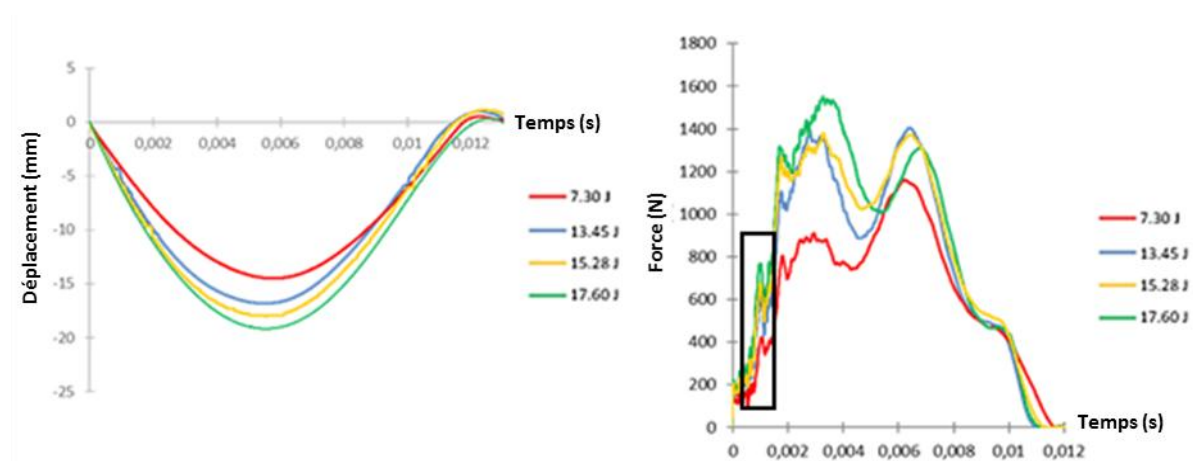 5
0
-5
-10
-15
-20
-25
Déplacement (mm)
0 0,002 0,004 0,006 0,008 0,01 0,012
Temps (s)
7.30 J
13.45 J
15.28 J
17.60 J
1800
1600
1400
1200
1000
800
600
400
200
0
Force (N)
0 0,002 0,004 0,006 0,008 0,01 0,012
Temps (s)
7.30 J
13.45 J
15.28 J
17.60 J